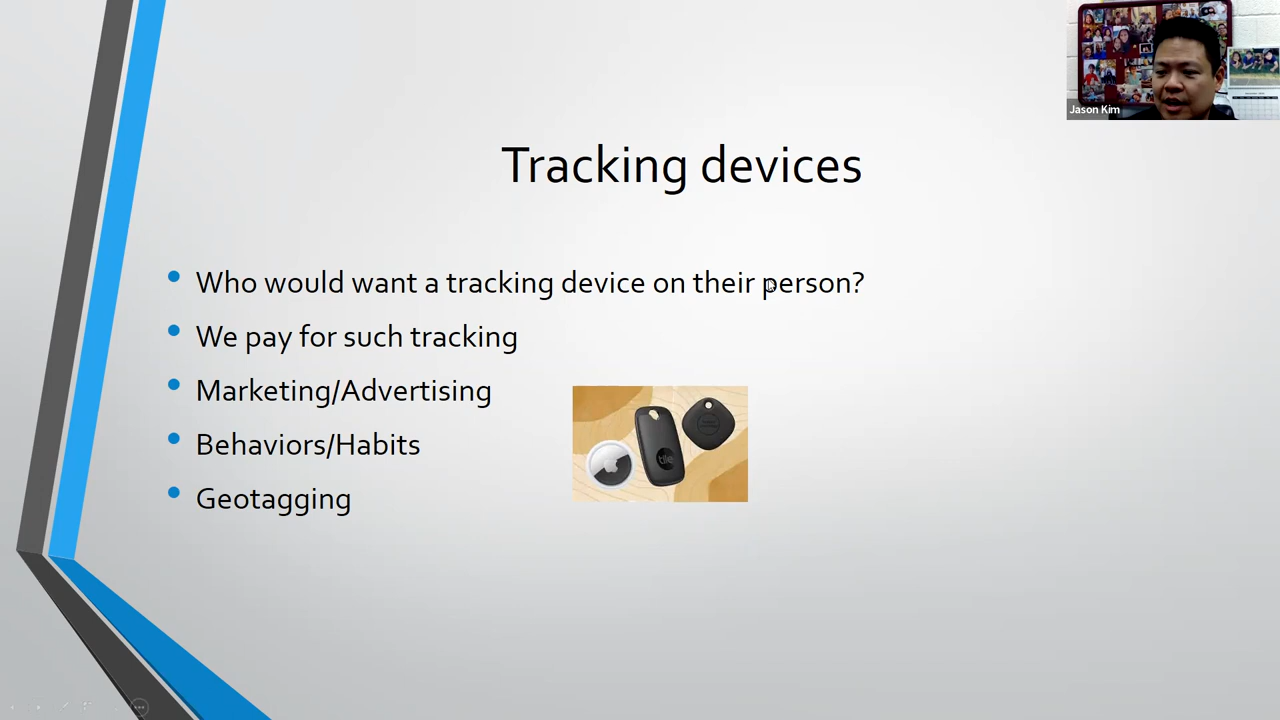 Jason Kim
Tracking devices
Who would want a tracking device on their person?
We pay for such tracking
Marketing/Advertising
Behaviors/Habits
Geotagging
tile